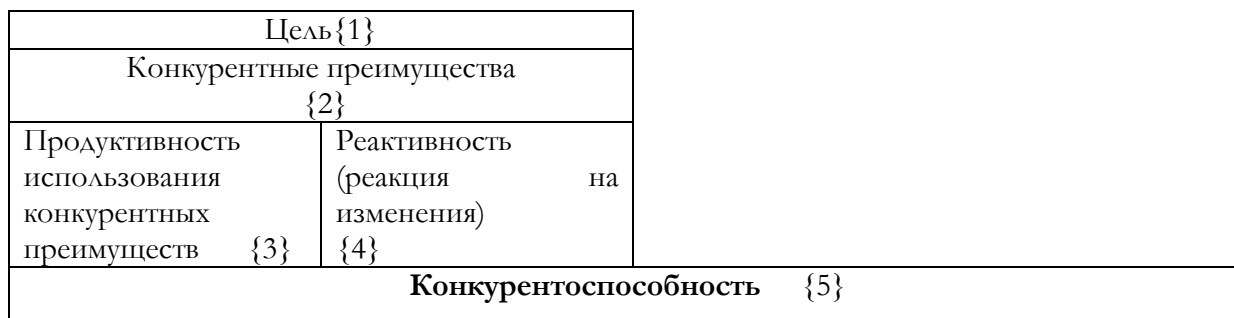 Цель{1}
Конкурентные преимущества
{2}
Продуктивность
использования
конкурентных
преимуществ {3}
Реактивность
(реакция на
изменения)
{4}
Конкурентоспособность {5}